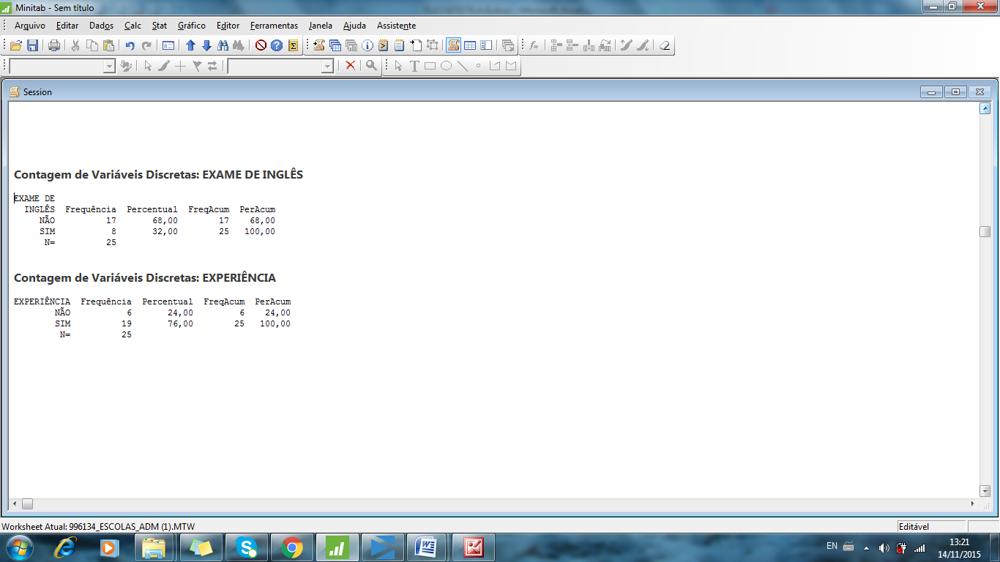 Minitab - Sem título
Arquivo Editar Dados Calc Stat Gráfico Editor Ferramentas Janela Ajuda Assistente
Session
Contagem de Variáveis Discretas: EXAME DE INGLÊS
EXAME DE
INGLÊS Frequência Percentual FreqAcum PerAcum
NÃO 17 68,00 17 68,00
SIM 8 32,00 25 100,00
N= 25
Contagem de Variáveis Discretas: EXPERIÊNCIA
EXPERIÊNCIA Frequência Percentual FreqAcum PerAcum
NÃO 6 24,00 6 24,00
SIM 19 76,00 25 100,00
N= 25
Worksheet Atual: 996134_ESCOLAS_ADM (1).MTW Editável
EN 13:21
14/11/2015